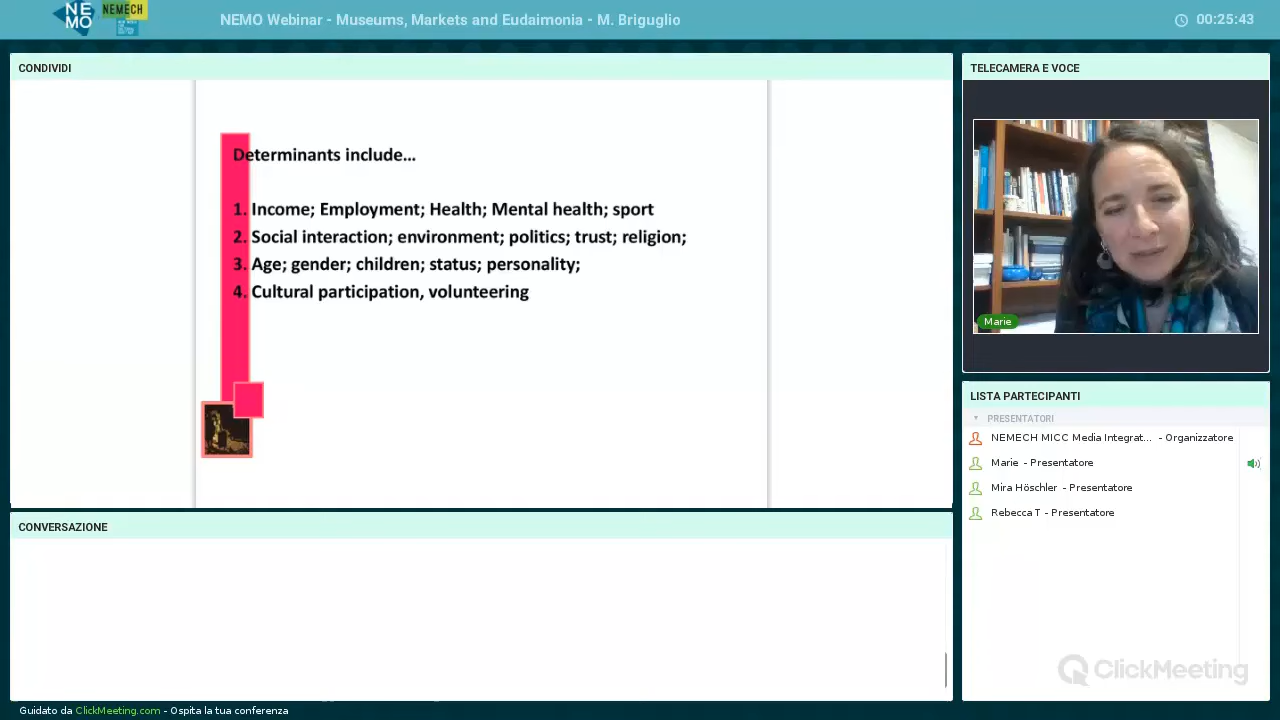 NE
MO
NEMECH
NEMO Webinar - Museums, Markets and Eudaimonia - M. Briguglio
00:25:43
CONDIVIDI
Determinants include...
1. Income; Employment; Health; Mental health; sport
2. Social interaction; environment; politics; trust; religion;
3. Age; gender; children; status; personality;
4. Cultural participation, volunteering
TELECAMERA E VOCE
Marie
LISTA PARTECIPANTI
PRESENTATORI
NEMECH MICC Media Integrat... - Organizzatore
Marie - Presentatore
Mira Höschler - Presentatore
Rebecca T - Presentatore
CONVERSAZIONE
ClickMeeting
Guidato da ClickMeeting.com - Ospita la tua conferenza